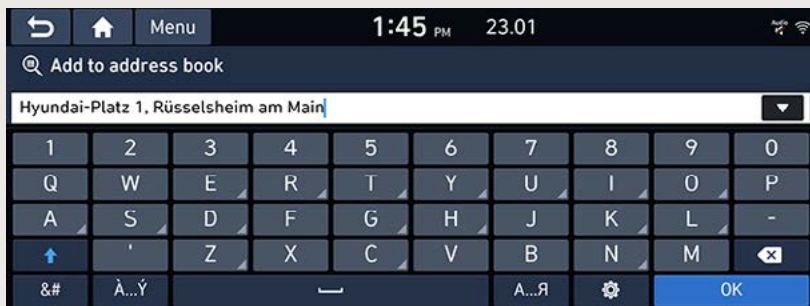 Menu 1:45 PM 23.01 Audio
Add to address book
Hyundai-Platz 1, Rüsselsheim am Main
1 2 3 4 5 6 7 8 9 0
Q W E R T Y U I O P
A S D F G H J K L -
' Z X C V B N M
&# À...Ý А...Я OK